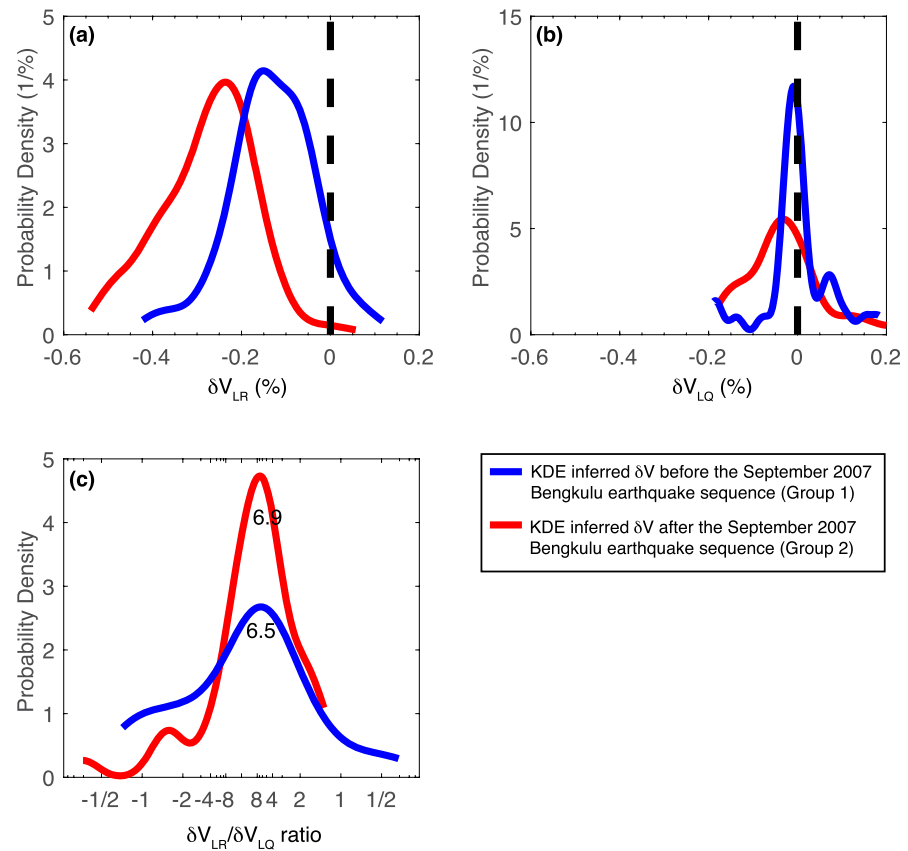 (a)
Probability Density (1/%)
5
4
3
2
1
0
-0.6 -0.4 -0.2 0 0.2
δV_LR (%)
(b)
Probability Density (1/%)
15
10
5
0
-0.2 0 0.2
δV_LQ (%)
(c)
Probability Density
5
4
3
2
1
0
6.9
6.5
-1/2 -1 -2 -4 -8 8 4 2 1 1/2
δV_LR/δV_LQ ratio
KDE inferred δV before the September 2007
Bengkulu earthquake sequence (Group 1)
KDE inferred δV after the September 2007
Bengkulu earthquake sequence (Group 2)